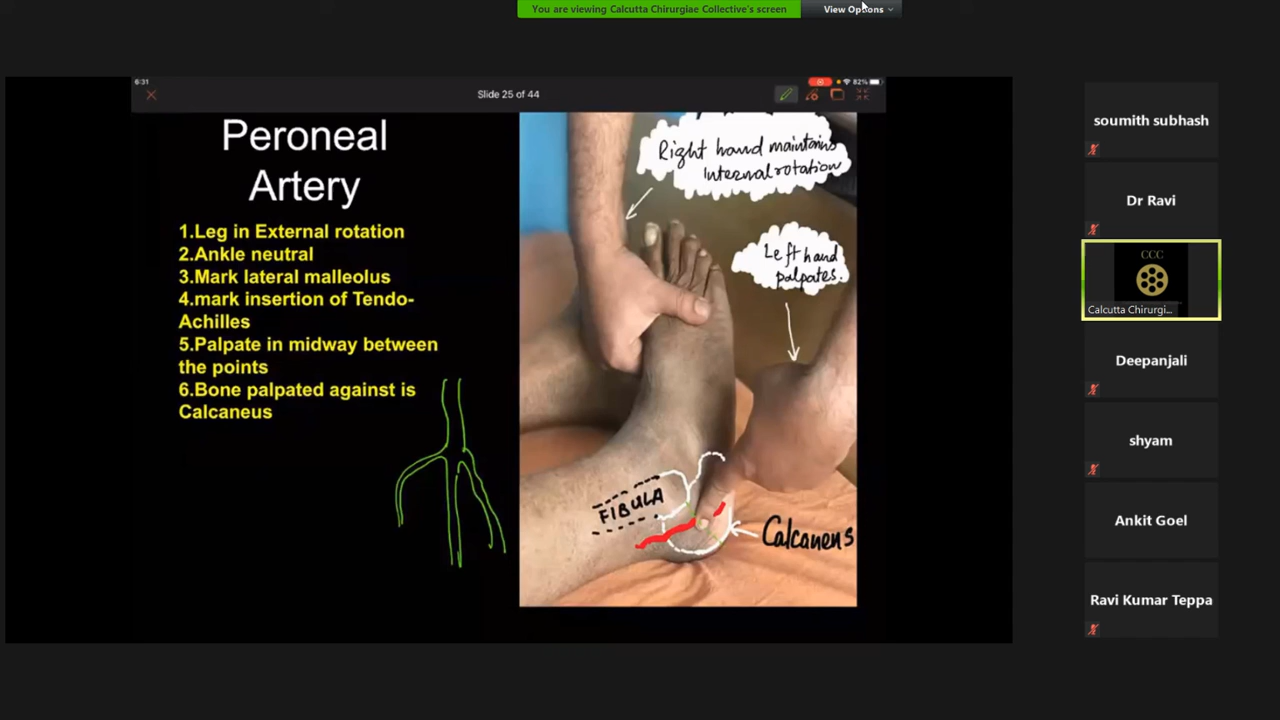 You are viewing Calcutta Chirurgiae Collective's screen
View Options
6:31
82%
Slide 25 of 44
Peroneal
Artery
1.Leg in External rotation
2.Ankle neutral
3.Mark lateral malleolus
4.mark insertion of Tendo-
Achilles
5.Palpate in midway between
the points
6.Bone palpated against is
Calcaneus
Right hand maintains
internal rotation
Left hand
palpates.
FIBULA
Calcaneus
soumith subhash
Dr Ravi
CCC
Calcutta Chirurgi...
Deepanjali
shyam
Ankit Goel
Ravi Kumar Teppa